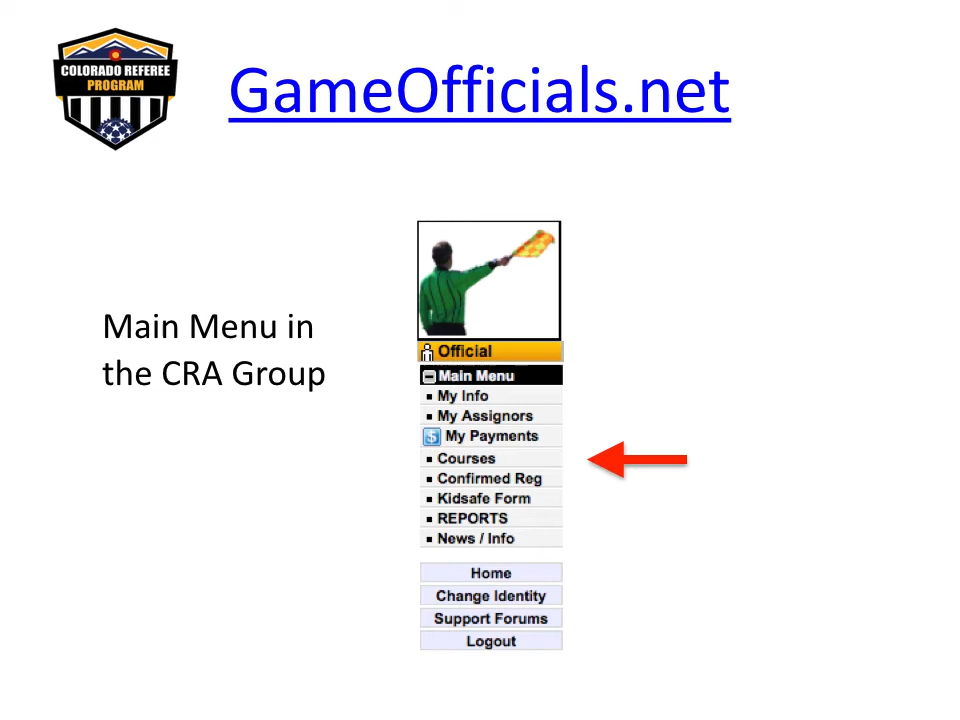 COLORADO REFEREE
PROGRAM
GameOfficials.net
Main Menu in
the CRA Group
Official
Main Menu
My Info
My Assignors
$ My Payments
Courses
Confirmed Reg
Kidsafe Form
REPORTS
News / Info
Home
Change Identity
Support Forums
Logout